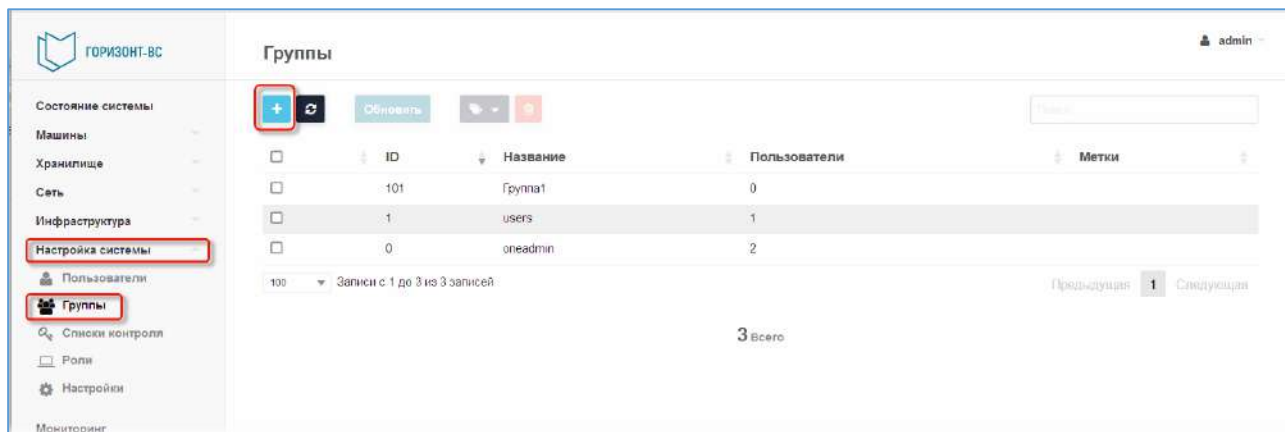 ГОРИЗОНТ-ВС
Группы
admin
Состояние системы
Машины
Хранилище
Сеть
Инфраструктура
Настройка системы
Пользователи
Группы
Списки контроля
Роли
Настройки
Мониторинг
+ Обновить Поиск
ID Название Пользователи Метки
101 Группа1 0
1 users 1
0 oneadmin 2
100 Записи с 1 до 3 из 3 записей Предыдущая 1 Следующая
3 Всего